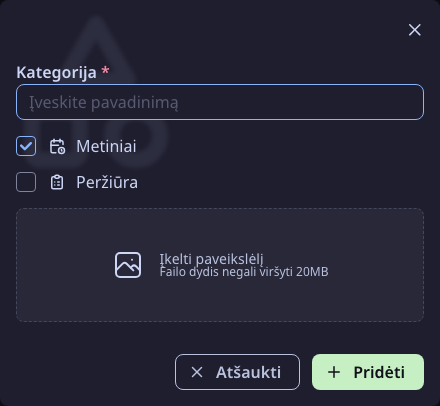 Kategorija *
Įveskite pavadinimą
Metiniai
Peržiūra
Įkelti paveikslėlį
Failo dydis negali viršyti 20MB
Atšaukti
Pridėti